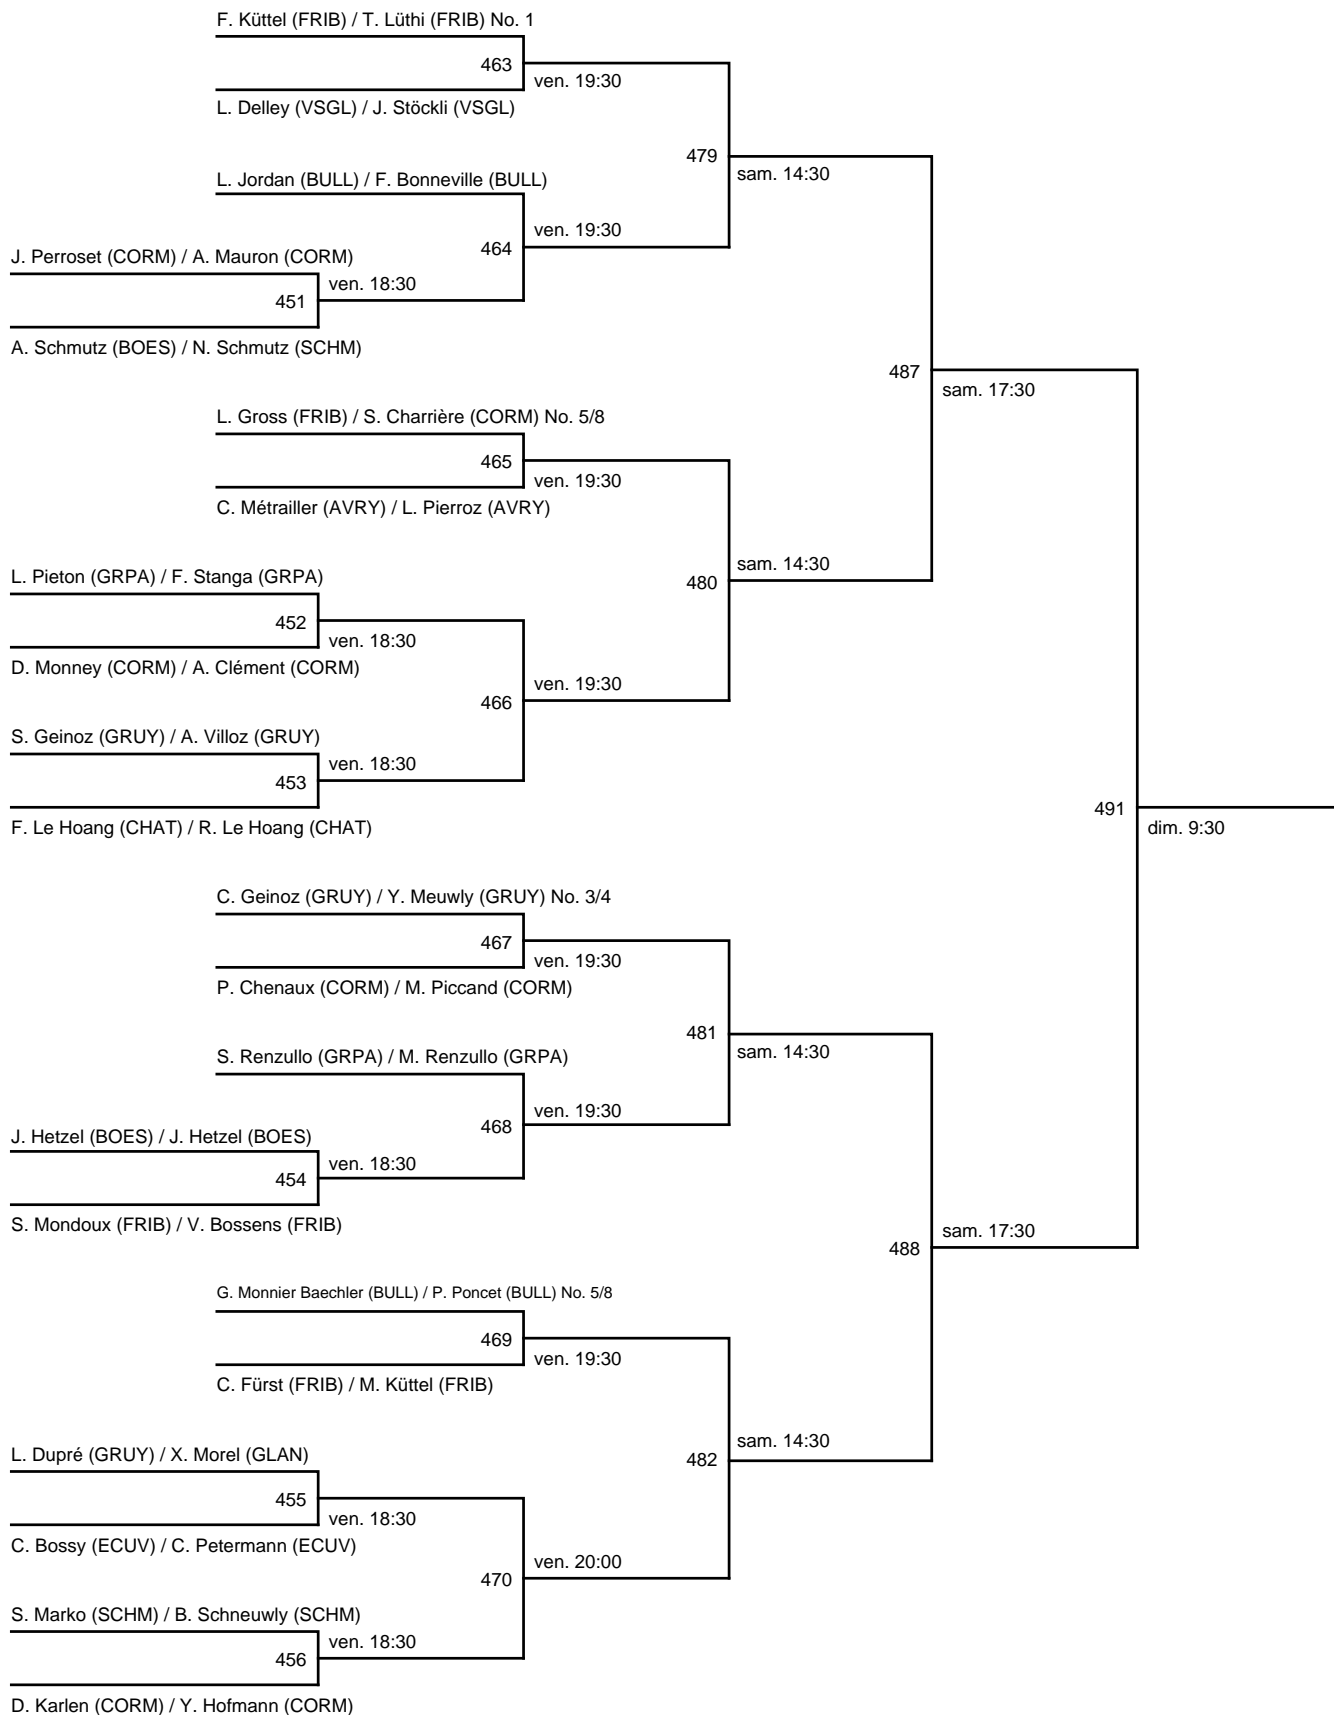 F. Küttel (FRIB) / T. Lüthi (FRIB) No. 1
463
ven. 19:30
L. Delley (VSGL) / J. Stöckli (VSGL)
479
sam. 14:30
L. Jordan (BULL) / F. Bonneville (BULL)
ven. 19:30
464
J. Perroset (CORM) / A. Mauron (CORM)
ven. 18:30
451
A. Schmutz (BOES) / N. Schmutz (SCHM)
487
sam. 17:30
L. Gross (FRIB) / S. Charrière (CORM) No. 5/8
465
ven. 19:30
C. Métrailler (AVRY) / L. Pierroz (AVRY)
sam. 14:30
480
L. Pieton (GRPA) / F. Stanga (GRPA)
452
ven. 18:30
D. Monney (CORM) / A. Clément (CORM)
ven. 19:30
466
S. Geinoz (GRUY) / A. Villoz (GRUY)
ven. 18:30
453
F. Le Hoang (CHAT) / R. Le Hoang (CHAT)
491
dim. 9:30
C. Geinoz (GRUY) / Y. Meuwly (GRUY) No. 3/4
467
ven. 19:30
P. Chenaux (CORM) / M. Piccand (CORM)
481
sam. 14:30
S. Renzullo (GRPA) / M. Renzullo (GRPA)
ven. 19:30
468
J. Hetzel (BOES) / J. Hetzel (BOES)
ven. 18:30
454
S. Mondoux (FRIB) / V. Bossens (FRIB)
sam. 17:30
488
G. Monnier Baechler (BULL) / P. Poncet (BULL) No. 5/8
469
ven. 19:30
C. Fürst (FRIB) / M. Küttel (FRIB)
sam. 14:30
482
L. Dupré (GRUY) / X. Morel (GLAN)
455
ven. 18:30
C. Bossy (ECUV) / C. Petermann (ECUV)
ven. 20:00
470
S. Marko (SCHM) / B. Schneuwly (SCHM)
ven. 18:30
456
D. Karlen (CORM) / Y. Hofmann (CORM)